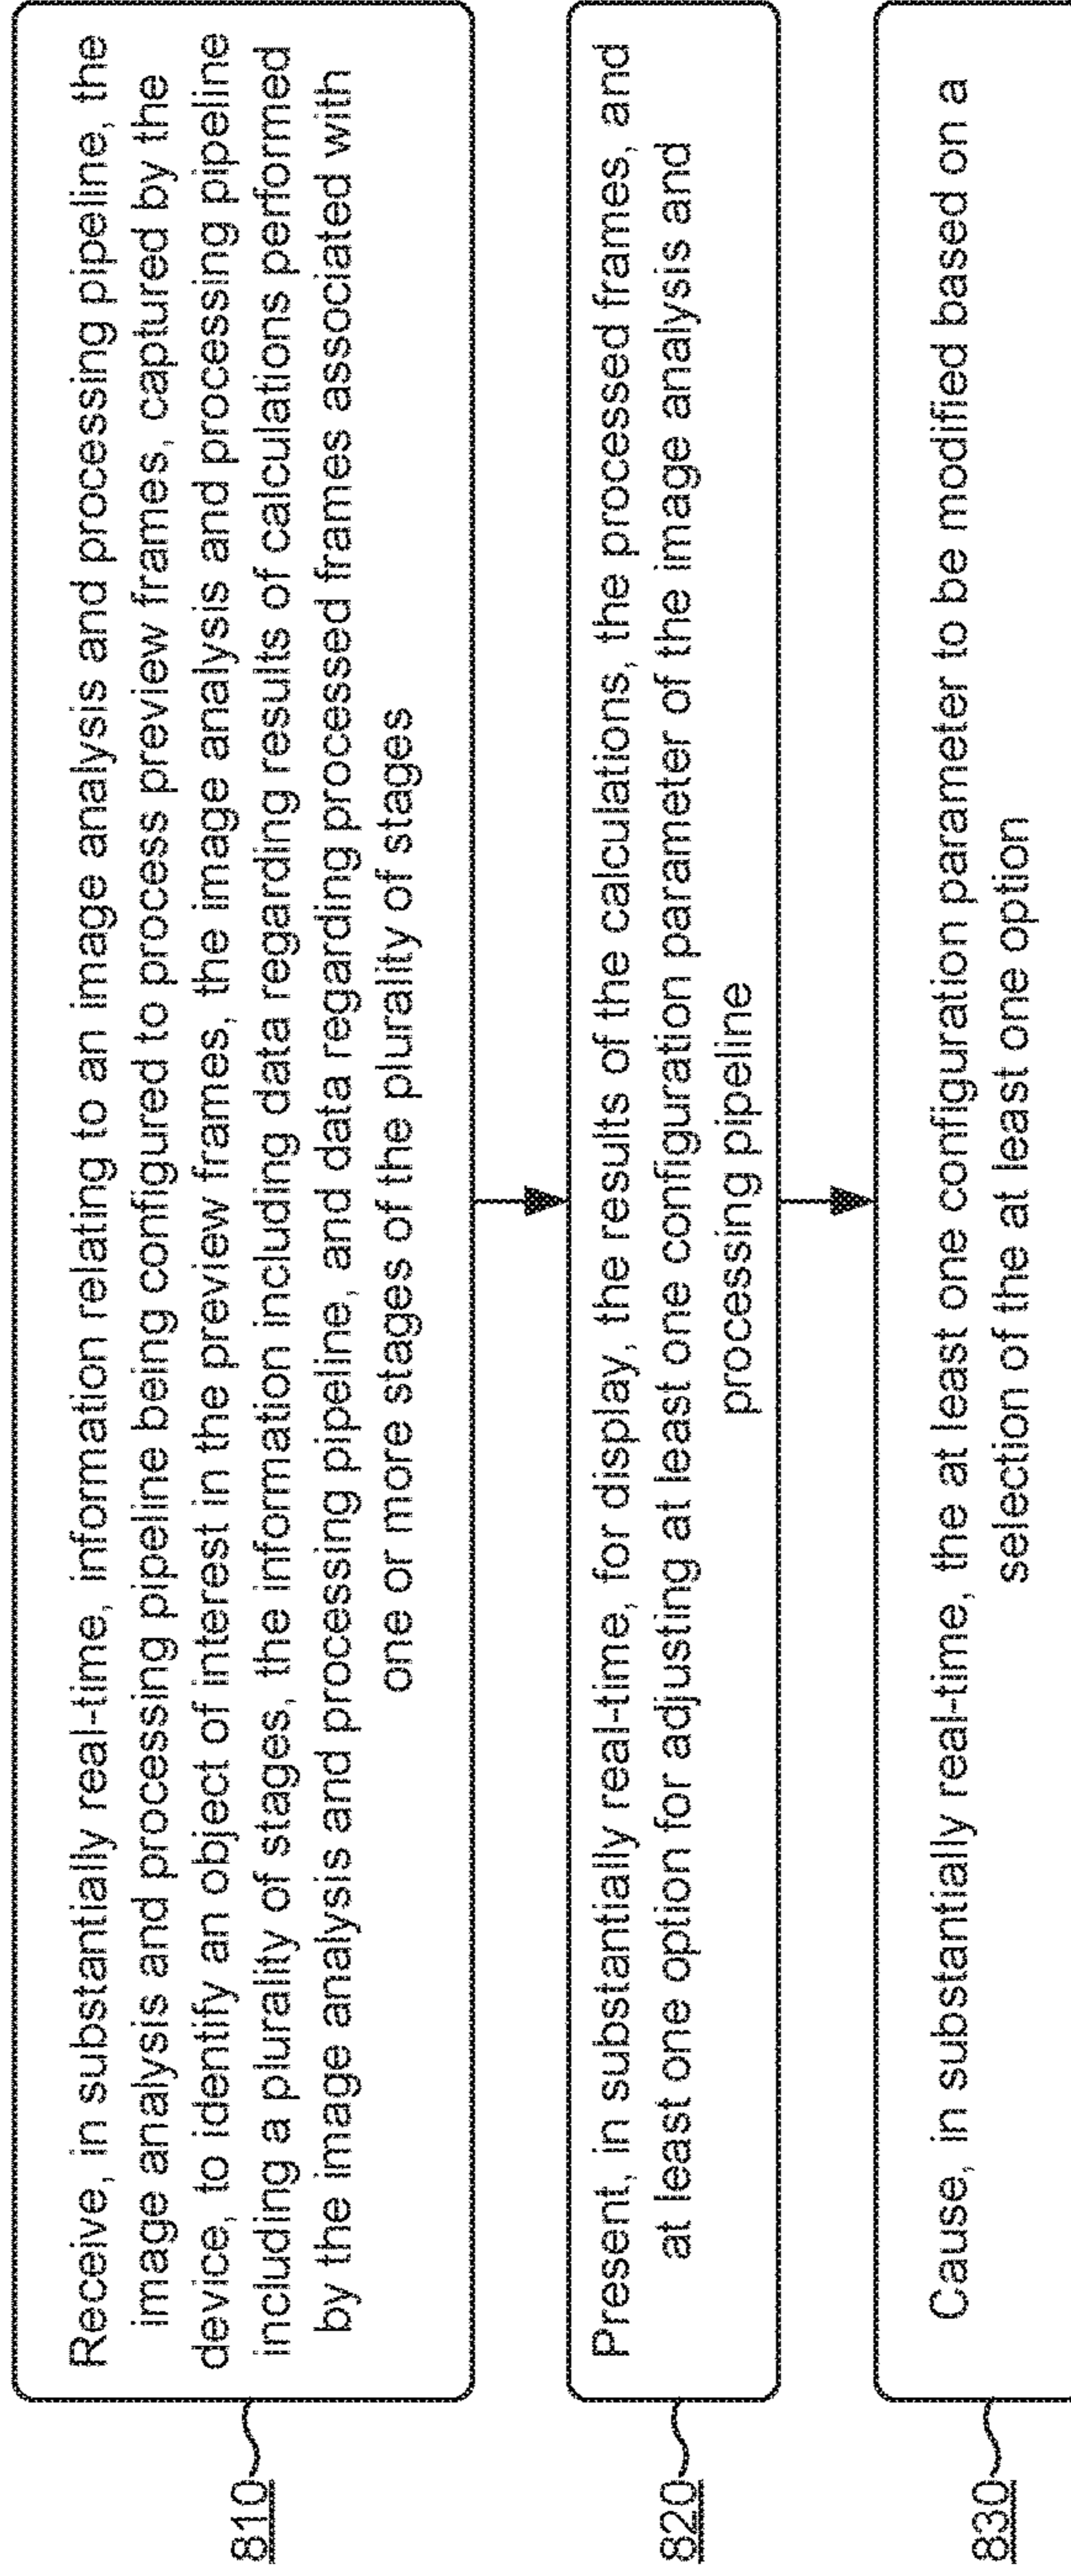 810
Receive, in substantially real-time, information relating to an image analysis and processing pipeline, the
image analysis and processing pipeline being configured to process preview frames, captured by the
device, to identify an object of interest in the preview frames, the image analysis and processing pipeline
including a plurality of stages, the information including data regarding results of calculations performed
by the image analysis and processing pipeline, and data regarding processed frames associated with
one or more stages of the plurality of stages
820
Present, in substantially real-time, for display, the results of the calculations, the processed frames, and
at least one option for adjusting at least one configuration parameter of the image analysis and
processing pipeline
830
Cause, in substantially real-time, the at least one configuration parameter to be modified based on a
selection of the at least one option